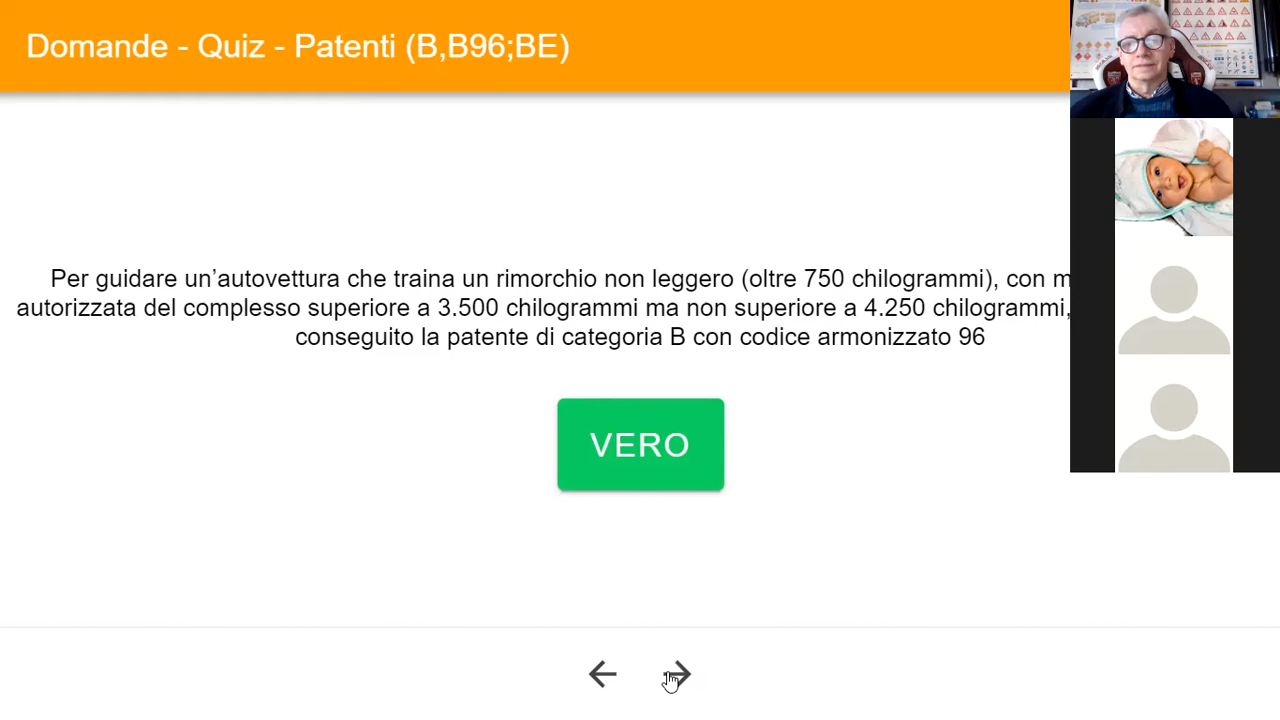 Domande - Quiz - Patenti (B,B96;BE)
Per guidare un’autovettura che traina un rimorchio non leggero (oltre 750 chilogrammi), con
autorizzata del complesso superiore a 3.500 chilogrammi ma non superiore a 4.250 chilogrammi,
conseguito la patente di categoria B con codice armonizzato 96
VERO